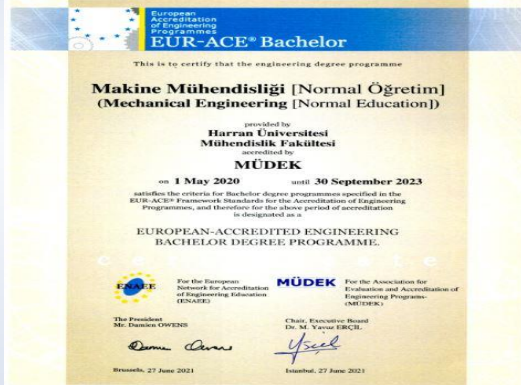 European
Accreditation
of Engineering
Programmes
EUR-ACE® Bachelor
This is to certify that the engineering degree programme
Makine Mühendisliği [Normal Öğretim]
(Mechanical Engineering [Normal Education])
provided by
Harran Üniversitesi
Mühendislik Fakültesi
accredited by
MÜDEK
on 1 May 2020 until 30 September 2023
satisfies the criteria for Bachelor degree programmes specified in the
EUR-ACE® Framework Standards for the Accreditation of Engineering
Programmes, and therefore for the above period of accreditation
is designated as a
EUROPEAN-ACCREDITED ENGINEERING
BACHELOR DEGREE PROGRAMME.
ENAEE
For the European
Network for Accreditation
of Engineering Education
(ENAEE)
MÜDEK
For the Association for
Evaluation and Accreditation of
Engineering Programs-
(MÜDEK)
The President
Mr. Damien OWENS
Chair, Executive Board
Dr. M. Yavuz ERÇİL
Brussels, 27 June 2021
Istanbul, 27 June 2021